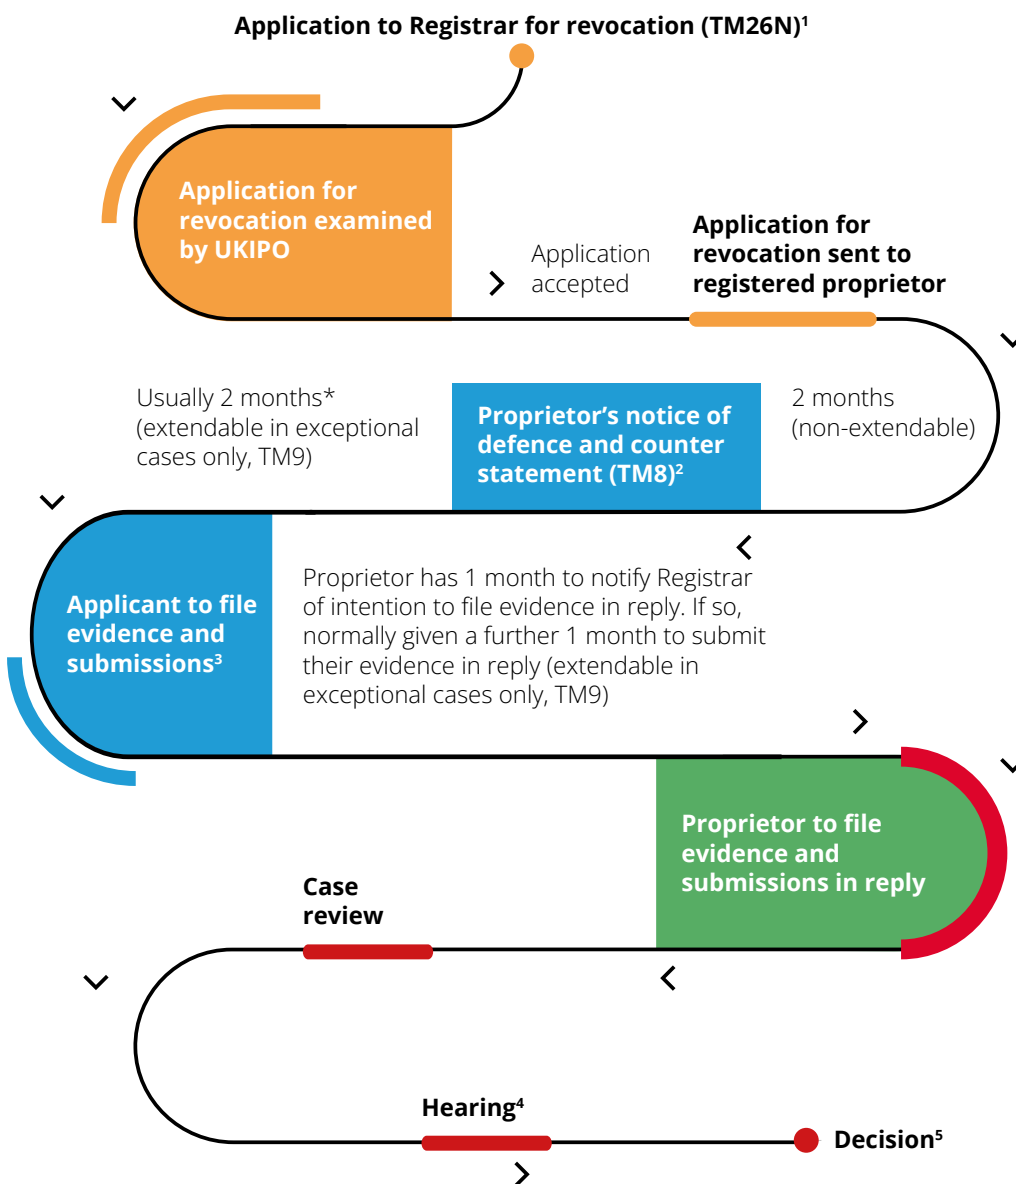 Application to Registrar for revocation (TM26N)¹
Application for
revocation examined
by UKIPO
Application
accepted
Application for
revocation sent to
registered proprietor
2 months
(non-extendable)
Proprietor’s notice of
defence and counter
statement (TM8)²
Usually 2 months*
(extendable in exceptional
cases only, TM9)
Applicant to file
evidence and
submissions³
Proprietor has 1 month to notify Registrar
of intention to file evidence in reply. If so,
normally given a further 1 month to submit
their evidence in reply (extendable in
exceptional cases only, TM9)
Proprietor to file
evidence and
submissions in reply
Case
review
Hearing⁴
Decision⁵